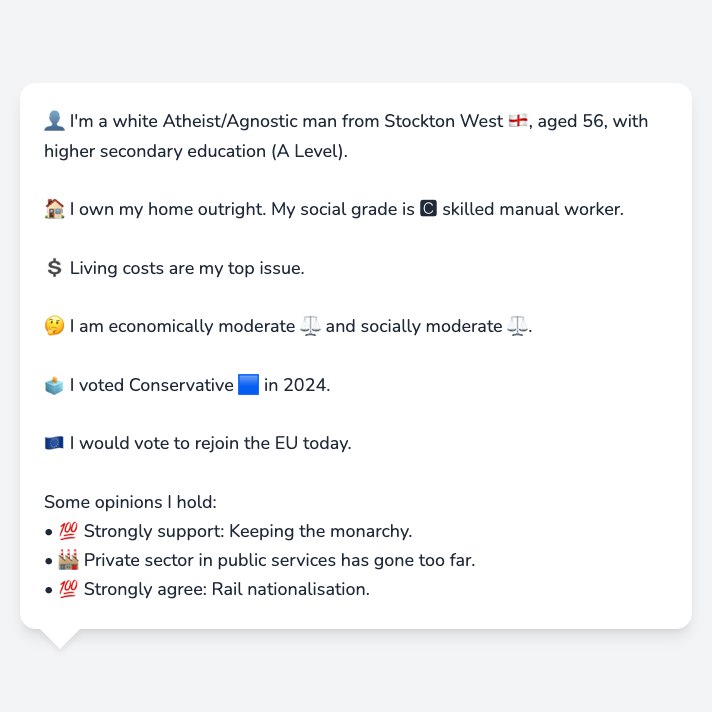 👤 I'm a white Atheist/Agnostic man from Stockton West 🏴󠁧󠁢󠁥󠁮󠁧󠁿, aged 56, with
higher secondary education (A Level).
🏠 I own my home outright. My social grade is 🅲 skilled manual worker.
💲 Living costs are my top issue.
🤔 I am economically moderate ⚖️ and socially moderate ⚖️.
🗳️ I voted Conservative 🟦 in 2024.
🇪🇺 I would vote to rejoin the EU today.
Some opinions I hold:
• 💯 Strongly support: Keeping the monarchy.
• 🏭 Private sector in public services has gone too far.
• 💯 Strongly agree: Rail nationalisation.